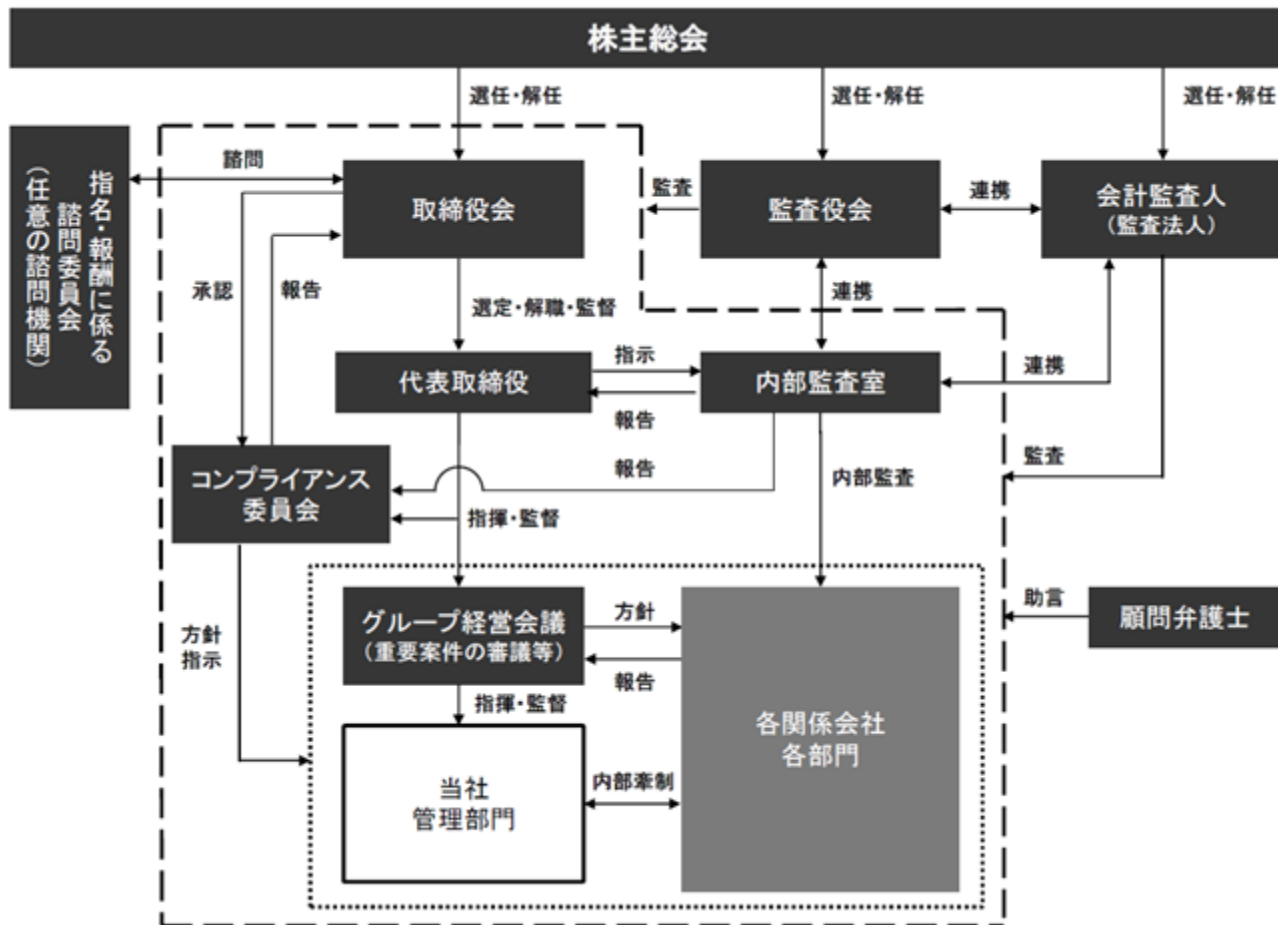 株主総会
選任・解任
選任・解任
選任・解任
指名・報酬に係る
諮問委員会
（任意の諮問機関）
諮問
取締役会
監査
監査役会
連携
会計監査人
（監査法人）
承認
報告
選定・解職・監督
連携
代表取締役
指示
報告
内部監査室
連携
コンプライアンス
委員会
報告
指揮・監督
内部監査
監査
方針
指示
グループ経営会議
（重要案件の審議等）
方針
報告
助言
顧問弁護士
指揮・監督
各関係会社
各部門
当社
管理部門
内部牽制